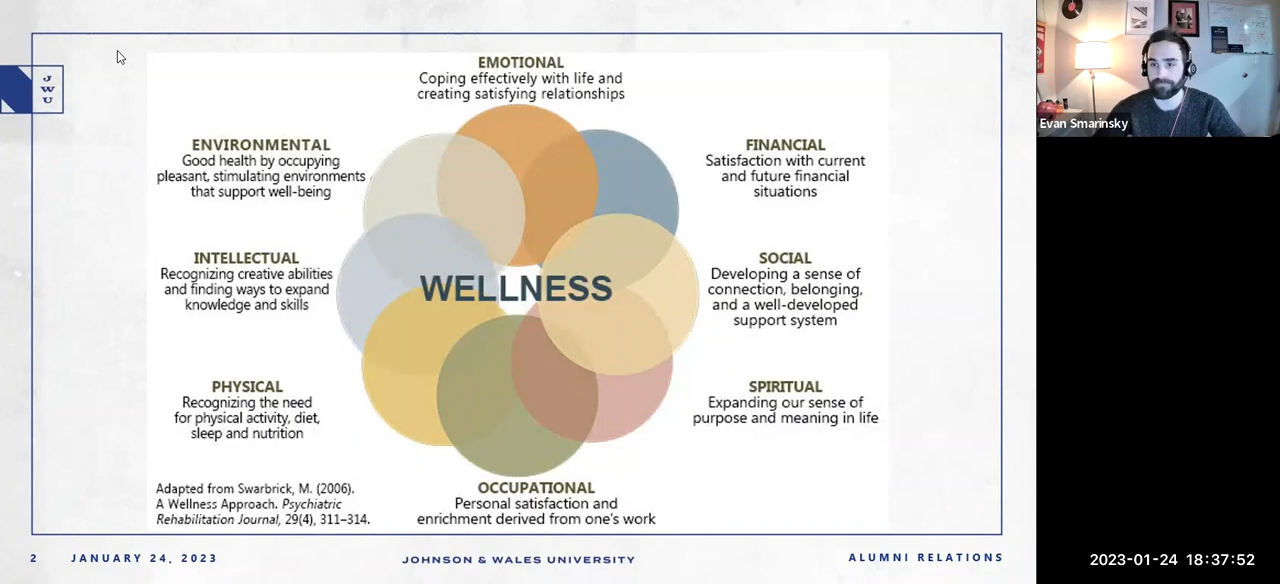 J
W
U
EMOTIONAL
Coping effectively with life and
creating satisfying relationships
ENVIRONMENTAL
Good health by occupying
pleasant, stimulating environments
that support well-being
FINANCIAL
Satisfaction with current
and future financial
situations
INTELLECTUAL
Recognizing creative abilities
and finding ways to expand
knowledge and skills
WELLNESS
SOCIAL
Developing a sense of
connection, belonging,
and a well-developed
support system
PHYSICAL
Recognizing the need
for physical activity, diet,
sleep and nutrition
SPIRITUAL
Expanding our sense of
purpose and meaning in life
Adapted from Swarbrick, M. (2006).
A Wellness Approach. Psychiatric
Rehabilitation Journal, 29(4), 311–314.
OCCUPATIONAL
Personal satisfaction and
enrichment derived from one's work
2 JANUARY 24, 2023
JOHNSON & WALES UNIVERSITY
ALUMNI RELATIONS
Evan Smarinsky
2023-01-24 18:37:52